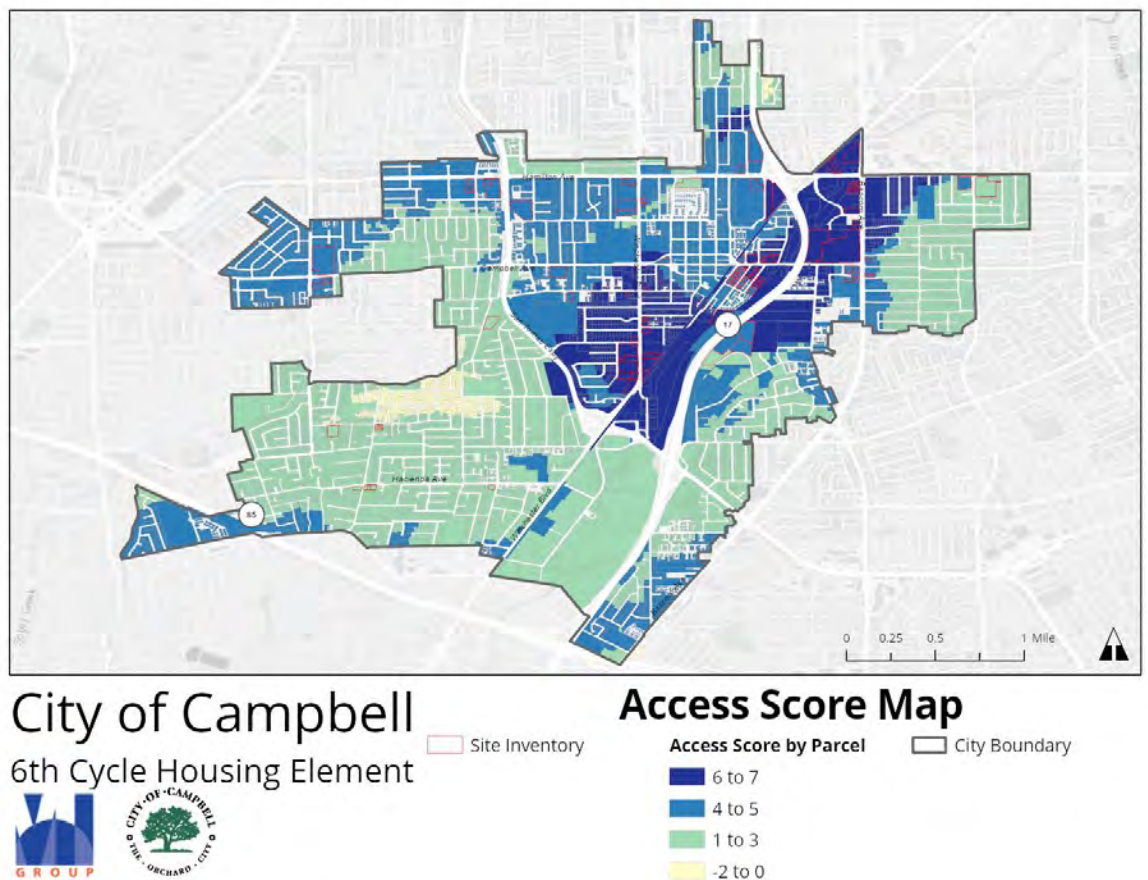 Hamilton Ave
17
Hacienda Ave
85
0 0.25 0.5 1 Mile
City of Campbell
6th Cycle Housing Element
GROUP
CITY·OF·CAMPBELL
THE·ORCHARD·CITY
Site Inventory
Access Score Map
Access Score by Parcel
City Boundary
6 to 7
4 to 5
1 to 3
-2 to 0